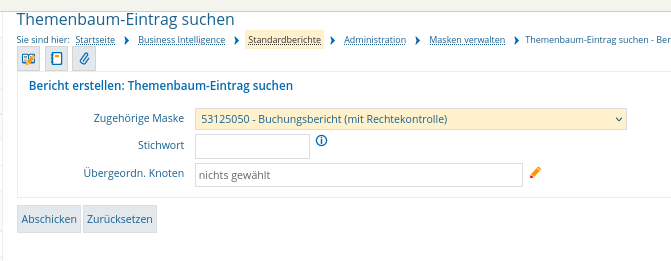 Themenbaum-Eintrag suchen
Sie sind hier: Startseite Business Intelligence Standardberichte Administration Masken verwalten Themenbaum-Eintrag suchen - Ber
Bericht erstellen: Themenbaum-Eintrag suchen
Zugehörige Maske 53125050 - Buchungsbericht (mit Rechtekontrolle)
Stichwort
Übergeordn. Knoten nichts gewählt
Abschicken Zurücksetzen